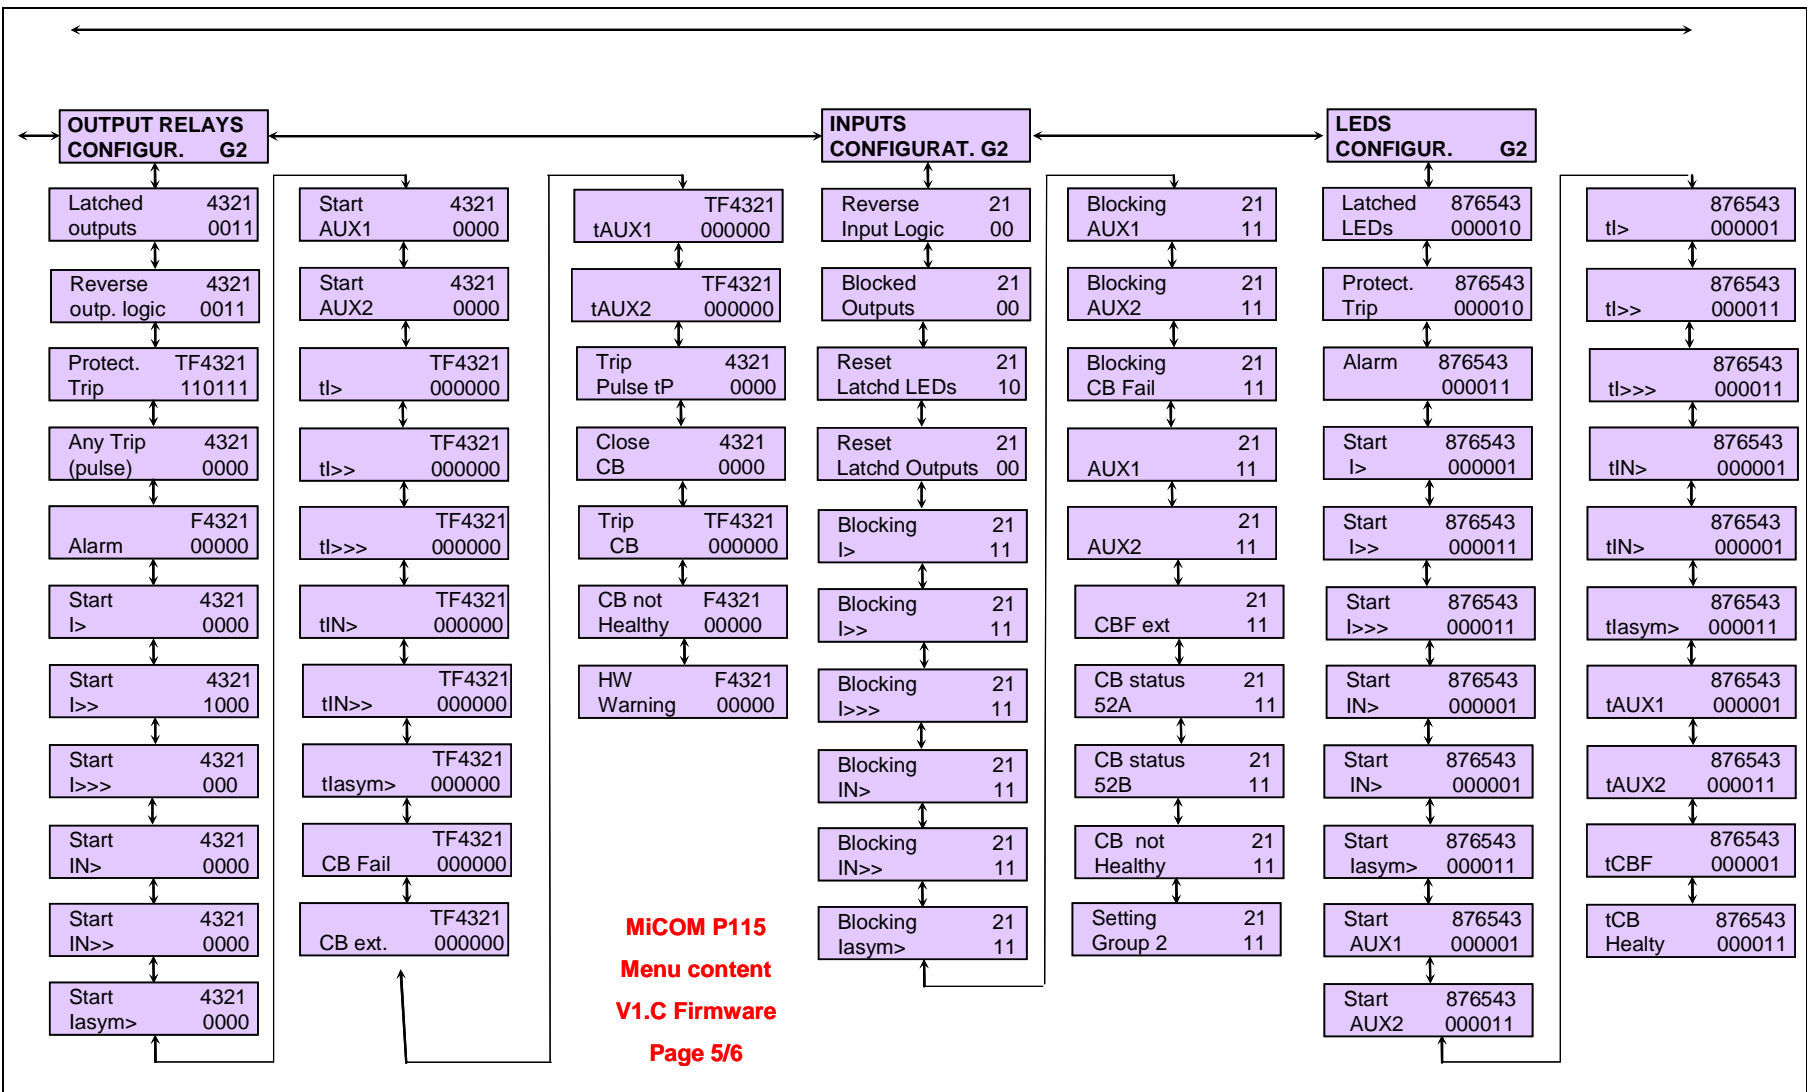 OUTPUT RELAYS
CONFIGUR. G2
Latched 4321
outputs 0011
Reverse 4321
outp. logic 0011
Protect. TF4321
Trip 110111
Any Trip 4321
(pulse) 0000
F4321
Alarm 00000
Start 4321
I> 0000
Start 4321
I>> 1000
Start 4321
I>>> 000
Start 4321
IN> 0000
Start 4321
IN>> 0000
Start 4321
Iasym> 0000
Start 4321
AUX1 0000
Start 4321
AUX2 0000
TF4321
tI> 000000
TF4321
tI>> 000000
TF4321
tI>>> 000000
TF4321
tIN> 000000
TF4321
tIN>> 000000
TF4321
tIasym> 000000
TF4321
CB Fail 000000
TF4321
CB ext. 000000
TF4321
tAUX1 000000
TF4321
tAUX2 000000
Trip 4321
Pulse tP 0000
Close 4321
CB 0000
Trip TF4321
CB 000000
CB not F4321
Healthy 00000
HW F4321
Warning 00000
MiCOM P115
Menu content
V1.C Firmware
Page 5/6
INPUTS
CONFIGURAT. G2
Reverse 21
Input Logic 00
Blocked 21
Outputs 00
Reset 21
Latchd LEDs 10
Reset 21
Latchd Outputs 00
Blocking 21
I> 11
Blocking 21
I>> 11
Blocking 21
I>>> 11
Blocking 21
IN> 11
Blocking 21
IN>> 11
Blocking 21
Iasym> 11
Blocking 21
AUX1 11
Blocking 21
AUX2 11
Blocking 21
CB Fail 11
21
AUX1 11
21
AUX2 11
21
CBF ext 11
CB status 21
52A 11
CB status 21
52B 11
CB not 21
Healthy 11
Setting 21
Group 2 11
LEDS
CONFIGUR. G2
Latched 876543
LEDs 000010
Protect. 876543
Trip 000010
Alarm 876543
000011
Start 876543
I> 000001
Start 876543
I>> 000011
Start 876543
I>>> 000011
Start 876543
IN> 000001
Start 876543
IN> 000001
Start 876543
Iasym> 000011
Start 876543
AUX1 000001
Start 876543
AUX2 000011
876543
tI> 000001
876543
tI>> 000011
876543
tI>>> 000011
876543
tIN> 000001
876543
tIN> 000001
876543
tIasym> 000011
876543
tAUX1 000001
876543
tAUX2 000011
876543
tCBF 000001
tCB 876543
Healty 000011